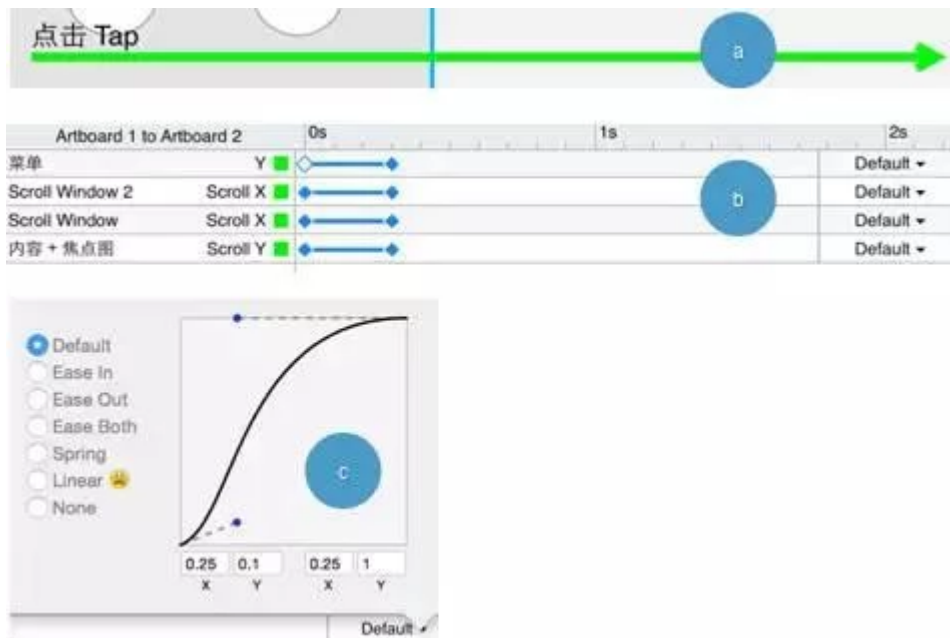 点击 Tap
a
Artboard 1 to Artboard 2 0s 1s 2s
菜单 Y Default
Scroll Window 2 Scroll X b Default
Scroll Window Scroll X Default
内容 + 焦点图 Scroll Y Default
Default
Ease In
Ease Out
Ease Both
Spring
Linear
None
c
0.25 0.1 0.25 1
X Y X Y
Default